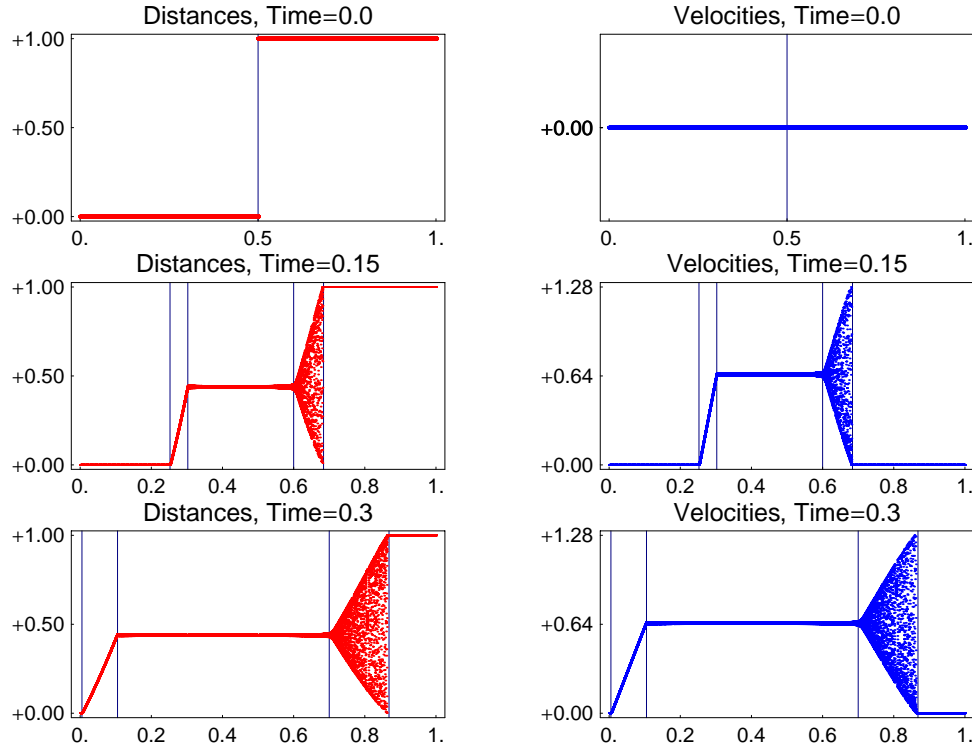 Distances, Time=0.0
+1.00
+0.50
+0.00
0. 0.5 1.
Velocities, Time=0.0
+0.00
0. 0.5 1.
Distances, Time=0.15
+1.00
+0.50
+0.00
0. 0.2 0.4 0.6 0.8 1.
Velocities, Time=0.15
+1.28
+0.64
+0.00
0. 0.2 0.4 0.6 0.8 1.
Distances, Time=0.3
+1.00
+0.50
+0.00
0. 0.2 0.4 0.6 0.8 1.
Velocities, Time=0.3
+1.28
+0.64
+0.00
0. 0.2 0.4 0.6 0.8 1.